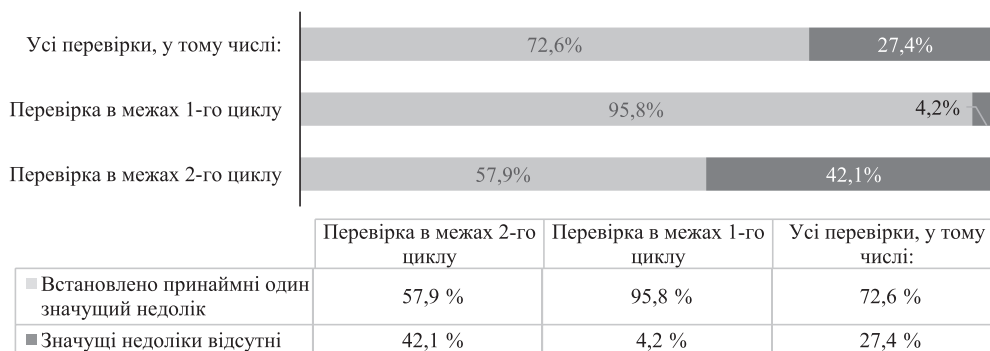 Усі перевірки, у тому числі:
72,6%
27,4%
Перевірка в межах 1-го циклу
95,8%
4,2%
Перевірка в межах 2-го циклу
57,9%
42,1%
Перевірка в межах 2-го циклу
Перевірка в межах 1-го циклу
Усі перевірки, у тому числі:
Встановлено принаймні один
значущий недолік
57,9 %
95,8 %
72,6 %
Значущі недоліки відсутні
42,1 %
4,2 %
27,4 %